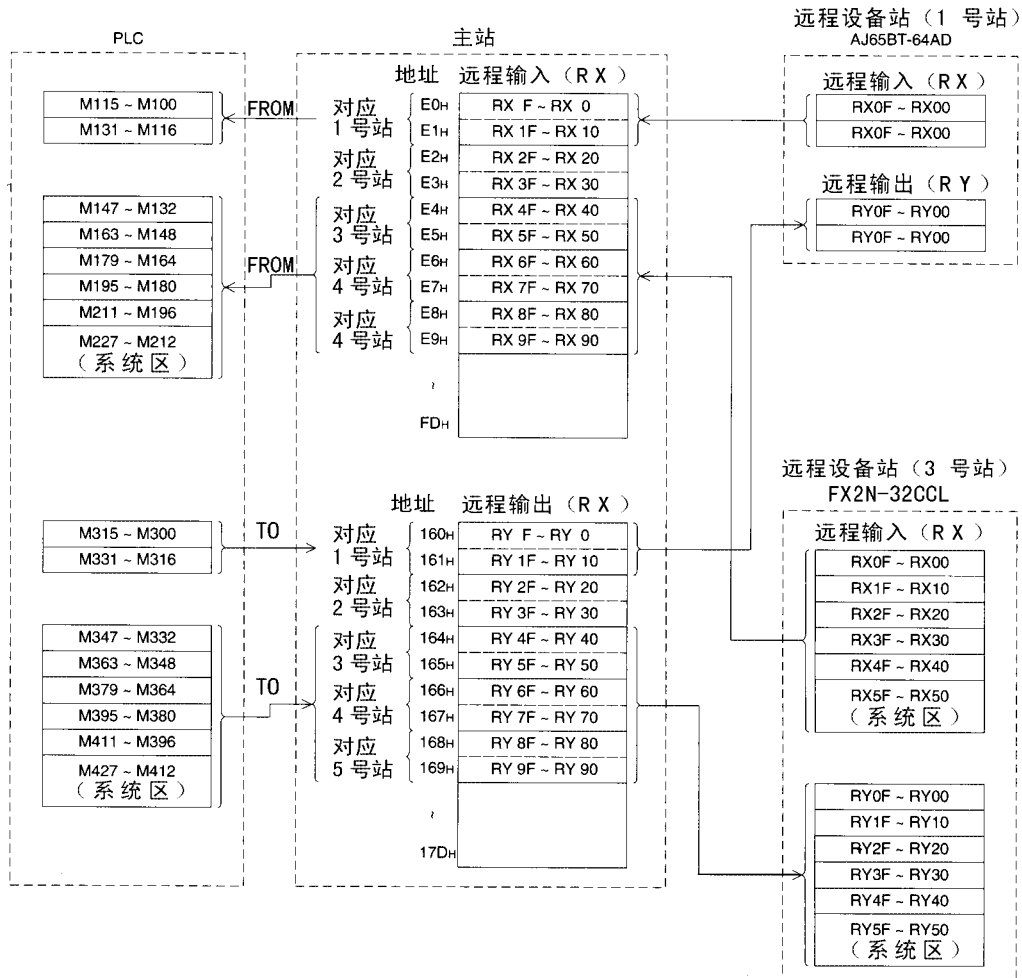 PLC
M115 ~ M100
M131 ~ M116
M147 ~ M132
M163 ~ M148
M179 ~ M164
M195 ~ M180
M211 ~ M196
M227 ~ M212
(系统区)
M315 ~ M300
M331 ~ M316
M347 ~ M332
M363 ~ M348
M379 ~ M364
M395 ~ M380
M411 ~ M396
M427 ~ M412
(系统区)
FROM
FROM
TO
TO
主站
地址 远程输入(RX)
对应
1号站
E0H RX F ~ RX 0
E1H RX 1F ~ RX 10
对应
2号站
E2H RX 2F ~ RX 20
E3H RX 3F ~ RX 30
对应
3号站
E4H RX 4F ~ RX 40
E5H RX 5F ~ RX 50
对应
4号站
E6H RX 6F ~ RX 60
E7H RX 7F ~ RX 70
对应
4号站
E8H RX 8F ~ RX 80
E9H RX 9F ~ RX 90
~
FDH
地址 远程输出(RX)
对应
1号站
160H RY F ~ RY 0
161H RY 1F ~ RY 10
对应
2号站
162H RY 2F ~ RY 20
163H RY 3F ~ RY 30
对应
3号站
164H RY 4F ~ RY 40
165H RY 5F ~ RY 50
对应
4号站
166H RY 6F ~ RY 60
167H RY 7F ~ RY 70
对应
5号站
168H RY 8F ~ RY 80
169H RY 9F ~ RY 90
~
17DH
远程设备站(1 号站)
AJ65BT-64AD
远程输入(RX)
RX0F ~ RX00
RX0F ~ RX00
远程输出(RY)
RY0F ~ RY00
RY0F ~ RY00
远程设备站(3 号站)
FX2N-32CCL
远程输入(RX)
RX0F ~ RX00
RX1F ~ RX10
RX2F ~ RX20
RX3F ~ RX30
RX4F ~ RX40
RX5F ~ RX50
(系统区)
RY0F ~ RY00
RY1F ~ RY10
RY2F ~ RY20
RY3F ~ RY30
RY4F ~ RY40
RY5F ~ RY50
(系统区)